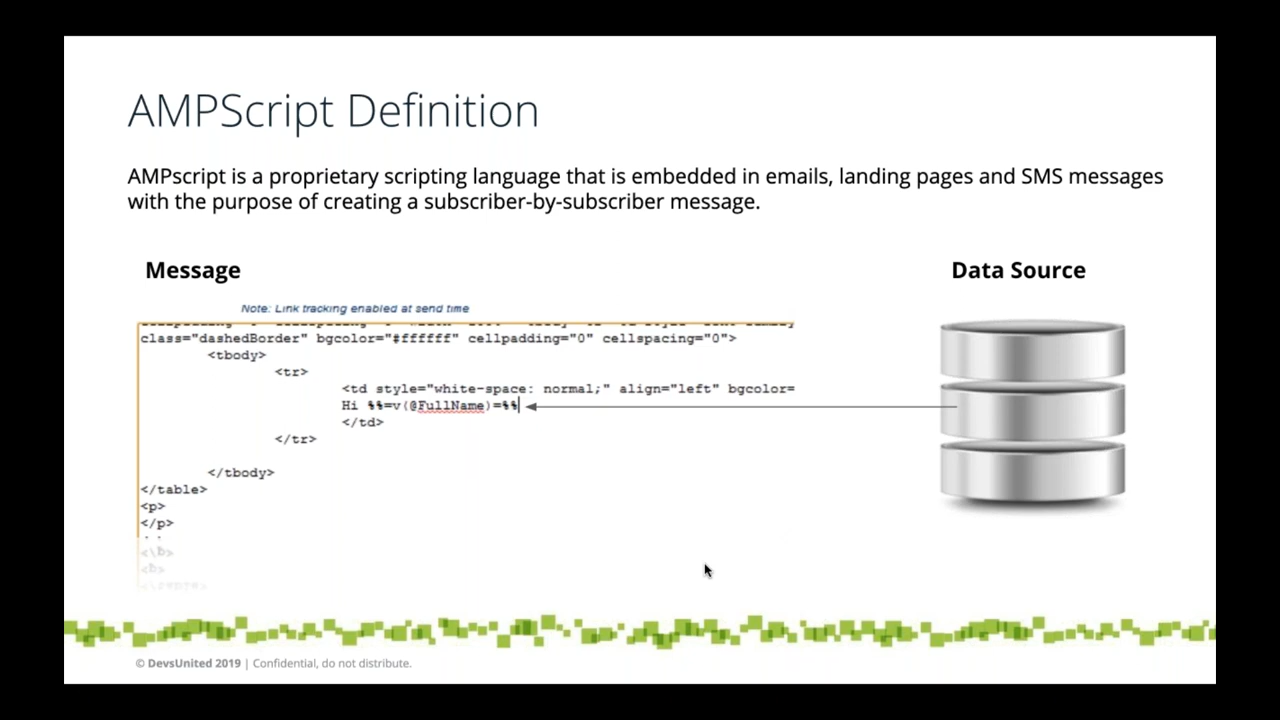 AMPScript Definition
AMPscript is a proprietary scripting language that is embedded in emails, landing pages and SMS messages
with the purpose of creating a subscriber-by-subscriber message.
Message
Data Source
Note: Link tracking enabled at send time
class="dashedBorder" bgcolor="#ffffff" cellpadding="0" cellspacing="0">
<tbody>
<tr>
<td style="white-space: normal;" align="left" bgcolor=
Hi %%=v(@FullName)=%%
</td>
</tr>
</tbody>
</table>
<p>
</p>
© DevsUnited 2019 | Confidential, do not distribute.